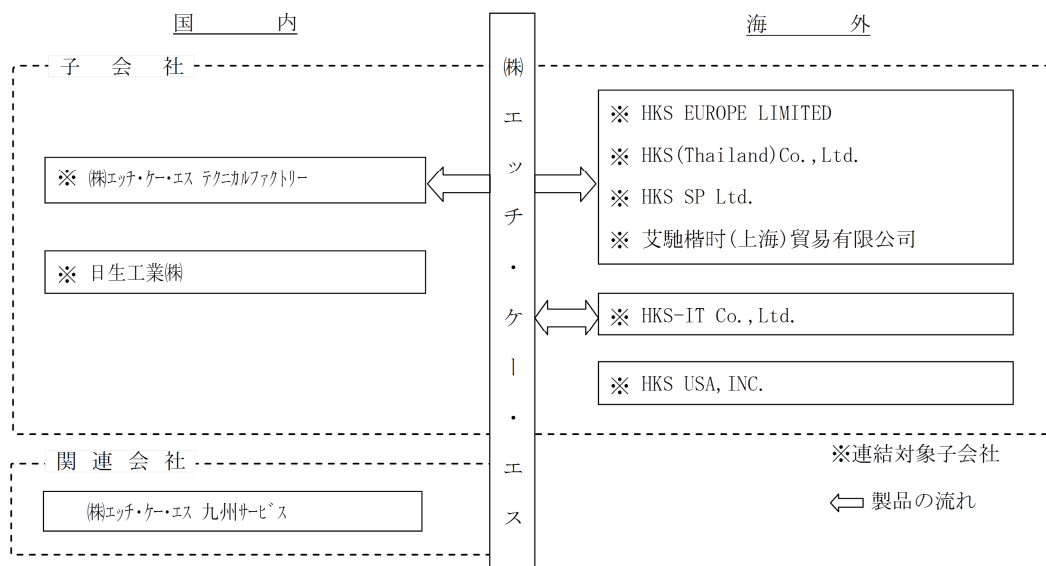 国 内
海 外
子 会 社
㈱エッチ・ケー・エス
※ ㈱ｴｯﾁ･ｹｰ･ｴｽ ﾃｸﾆｶﾙﾌｧｸﾄﾘｰ
※ 日生工業㈱
※ HKS EUROPE LIMITED
※ HKS(Thailand)Co.,Ltd.
※ HKS SP Ltd.
※ 艾馳楷时(上海)貿易有限公司
※ HKS-IT Co.,Ltd.
※ HKS USA,INC.
関 連 会 社
㈱ｴｯﾁ･ｹｰ･ｴｽ 九州ｻｰﾋﾞｽ
※連結対象子会社
製品の流れ